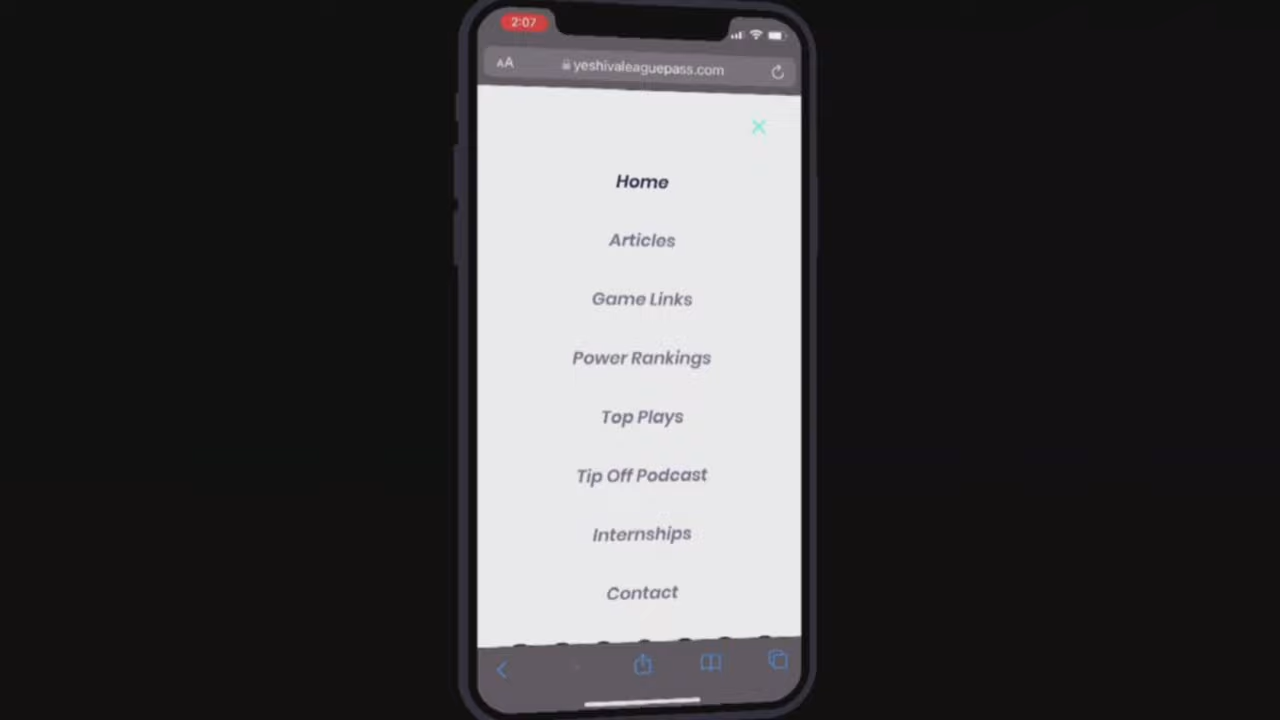 2:07
AA yeshivaleaguepass.com
Home
Articles
Game Links
Power Rankings
Top Plays
Tip Off Podcast
Internships
Contact